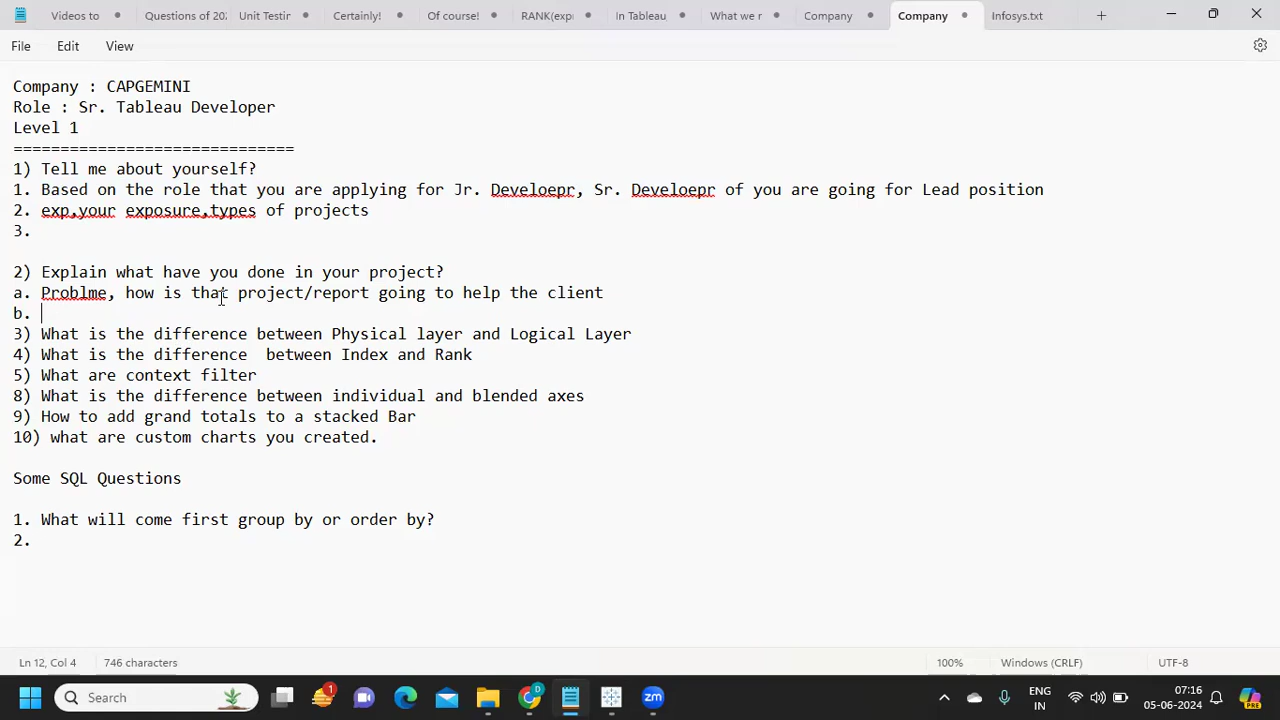 Videos to
Questions of 202
Unit Testin
Certainly!
Of course!
RANK(exp
In Tableau,
What we r
Company
Company
Infosys.txt
File Edit View
Company : CAPGEMINI
Role : Sr. Tableau Developer
Level 1
==============================
1) Tell me about yourself?
1. Based on the role that you are applying for Jr. Develoepr, Sr. Develoepr of you are going for Lead position
2. exp,your exposure,types of projects
3.
2) Explain what have you done in your project?
a. Problme, how is that project/report going to help the client
b.
3) What is the difference between Physical layer and Logical Layer
4) What is the difference  between Index and Rank
5) What are context filter
8) What is the difference between individual and blended axes
9) How to add grand totals to a stacked Bar
10) what are custom charts you created.
Some SQL Questions
1. What will come first group by or order by?
2.
Ln 12, Col 4 746 characters 100% Windows (CRLF) UTF-8
Search
1
ENG
IN
07:16
05-06-2024
PRE